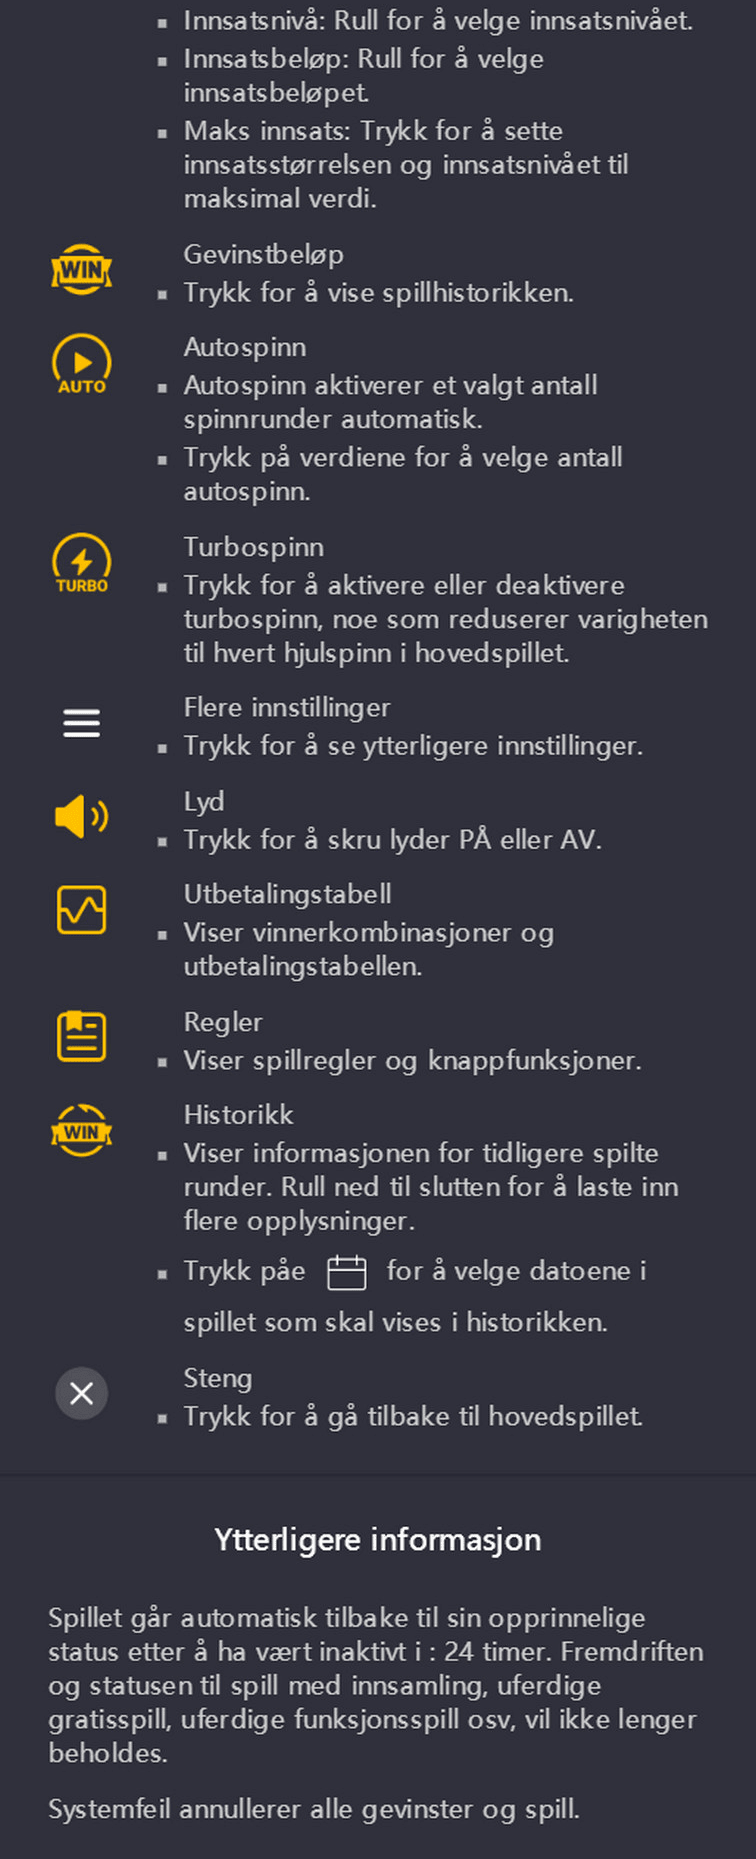 ▪ Innsatsnivå: Rull for å velge innsatsnivået.
▪ Innsatsbeløp: Rull for å velge
innsatsbeløpet.
▪ Maks innsats: Trykk for å sette
innsatsstørrelsen og innsatsnivået til
maksimal verdi.
WIN
Gevinstbeløp
▪ Trykk for å vise spillhistorikken.
AUTO
Autospinn
▪ Autospinn aktiverer et valgt antall
spinnrunder automatisk.
▪ Trykk på verdiene for å velge antall
autospinn.
TURBO
Turbospinn
▪ Trykk for å aktivere eller deaktivere
turbospinn, noe som reduserer varigheten
til hvert hjulspinn i hovedspillet.
Flere innstillinger
▪ Trykk for å se ytterligere innstillinger.
Lyd
▪ Trykk for å skru lyder PÅ eller AV.
Utbetalingstabell
▪ Viser vinnerkombinasjoner og
utbetalingstabellen.
Regler
▪ Viser spillregler og knappfunksjoner.
WIN
Historikk
▪ Viser informasjonen for tidligere spilte
runder. Rull ned til slutten for å laste inn
flere opplysninger.
▪ Trykk påe for å velge datoene i
spillet som skal vises i historikken.
Steng
▪ Trykk for å gå tilbake til hovedspillet.
Ytterligere informasjon
Spillet går automatisk tilbake til sin opprinnelige
status etter å ha vært inaktivt i : 24 timer. Fremdriften
og statusen til spill med innsamling, uferdige
gratisspill, uferdige funksjonsspill osv, vil ikke lenger
beholdes.
Systemfeil annullerer alle gevinster og spill.